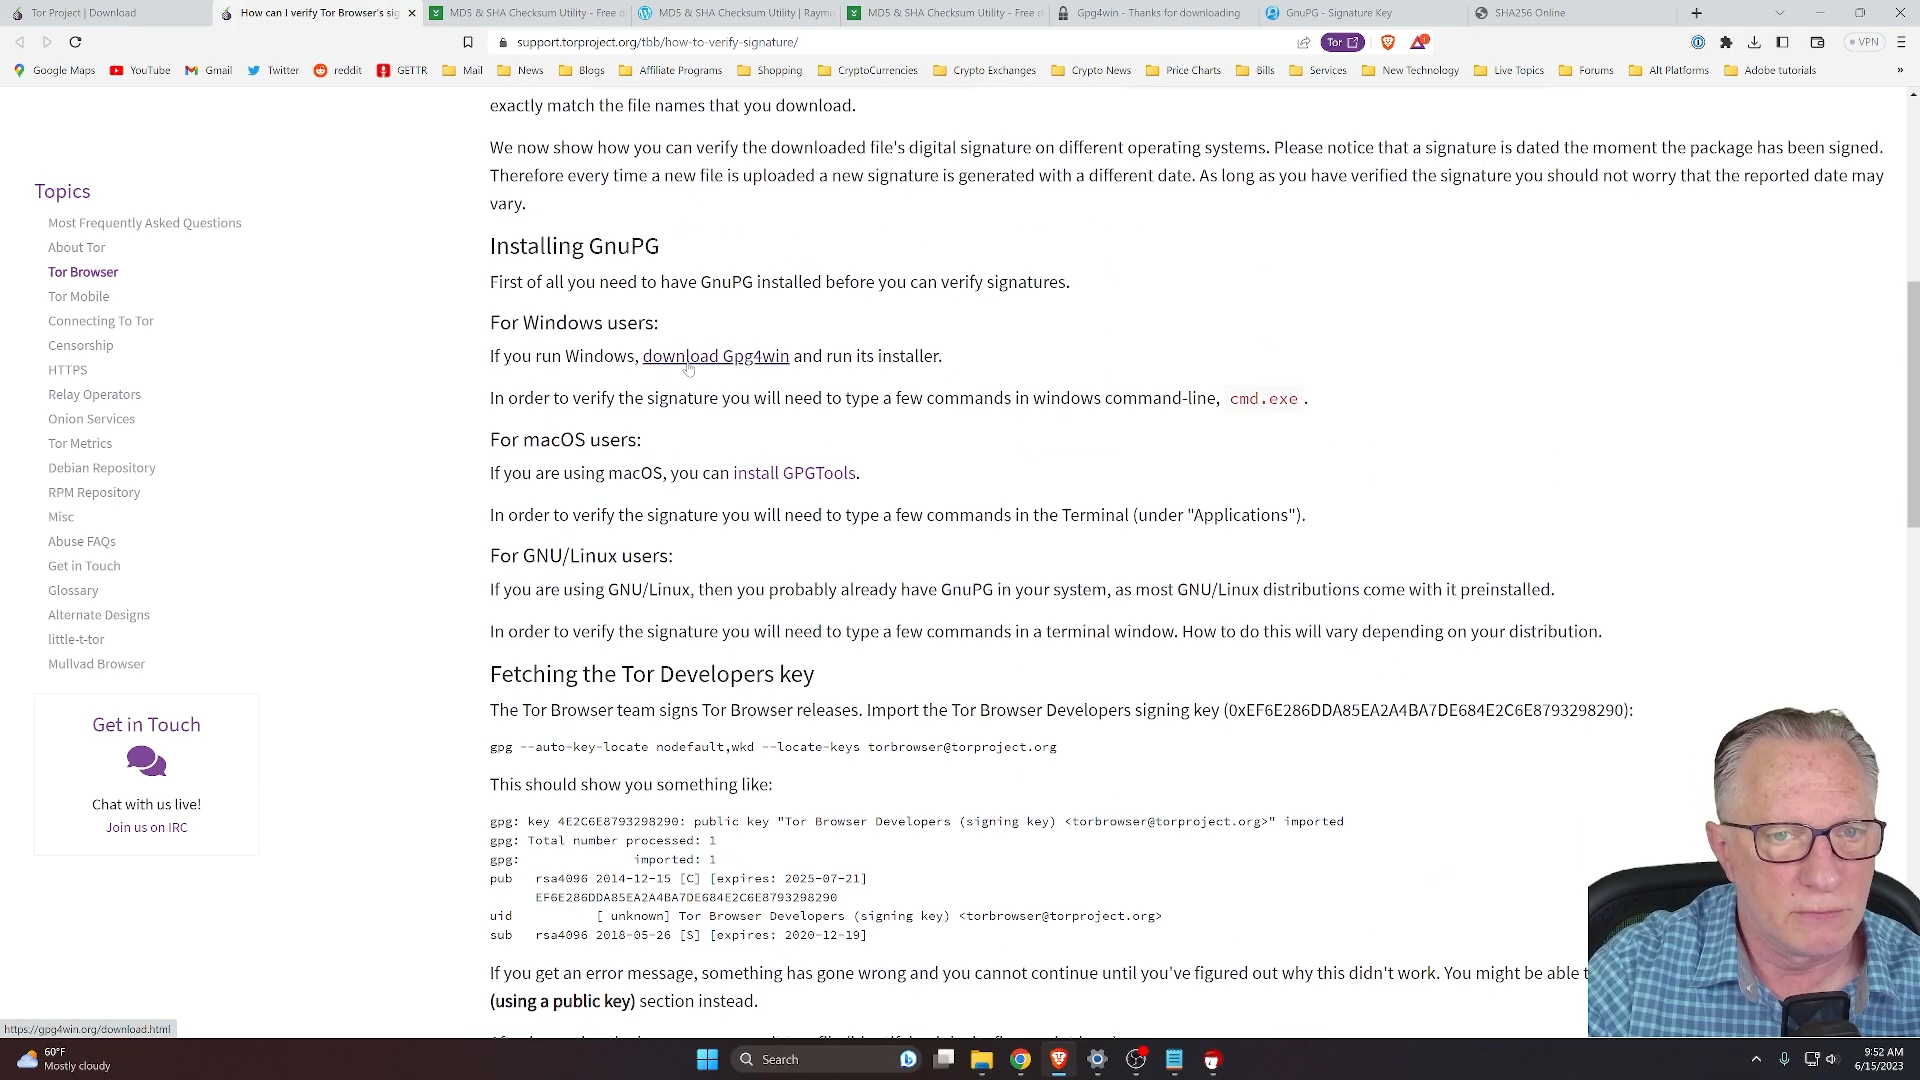 Tor Project | Download
How can I verify Tor Browser's sig
MD5 & SHA Checksum Utility - Free d
MD5 & SHA Checksum Utility | Raymo
MD5 & SHA Checksum Utility - Free d
Gpg4win - Thanks for downloading
GnuPG - Signature Key
SHA256 Online
support.torproject.org/tbb/how-to-verify-signature/
Tor
VPN
Google Maps
YouTube
Gmail
Twitter
reddit
GETTR
Mail
News
Blogs
Affiliate Programs
Shopping
CryptoCurrencies
Crypto Exchanges
Crypto News
Price Charts
Bills
Services
New Technology
Live Topics
Forums
Alt Platforms
Adobe tutorials
»
Topics
Most Frequently Asked Questions
About Tor
Tor Browser
Tor Mobile
Connecting To Tor
Censorship
HTTPS
Relay Operators
Onion Services
Tor Metrics
Debian Repository
RPM Repository
Misc
Abuse FAQs
Get in Touch
Glossary
Alternate Designs
little-t-tor
Mullvad Browser
Get in Touch
Chat with us live!
Join us on IRC
exactly match the file names that you download.
We now show how you can verify the downloaded file's digital signature on different operating systems. Please notice that a signature is dated the moment the package has been signed.
Therefore every time a new file is uploaded a new signature is generated with a different date. As long as you have verified the signature you should not worry that the reported date may
vary.
Installing GnuPG
First of all you need to have GnuPG installed before you can verify signatures.
For Windows users:
If you run Windows, download Gpg4win and run its installer.
In order to verify the signature you will need to type a few commands in windows command-line, cmd.exe .
For macOS users:
If you are using macOS, you can install GPGTools.
In order to verify the signature you will need to type a few commands in the Terminal (under "Applications").
For GNU/Linux users:
If you are using GNU/Linux, then you probably already have GnuPG in your system, as most GNU/Linux distributions come with it preinstalled.
In order to verify the signature you will need to type a few commands in a terminal window. How to do this will vary depending on your distribution.
Fetching the Tor Developers key
The Tor Browser team signs Tor Browser releases. Import the Tor Browser Developers signing key (0xEF6E286DDA85EA2A4BA7DE684E2C6E8793298290):
gpg --auto-key-locate nodefault,wkd --locate-keys torbrowser@torproject.org
This should show you something like:
gpg: key 4E2C6E8793298290: public key "Tor Browser Developers (signing key) <torbrowser@torproject.org>" imported
gpg: Total number processed: 1
gpg: imported: 1
pub rsa4096 2014-12-15 [C] [expires: 2025-07-21]
EF6E286DDA85EA2A4BA7DE684E2C6E8793298290
uid [ unknown] Tor Browser Developers (signing key) <torbrowser@torproject.org>
sub rsa4096 2018-05-26 [S] [expires: 2020-12-19]
If you get an error message, something has gone wrong and you cannot continue until you've figured out why this didn't work. You might be able
(using a public key) section instead.
https://gpg4win.org/download.html
60°F
Mostly cloudy
Search
9:52 AM
6/15/2023